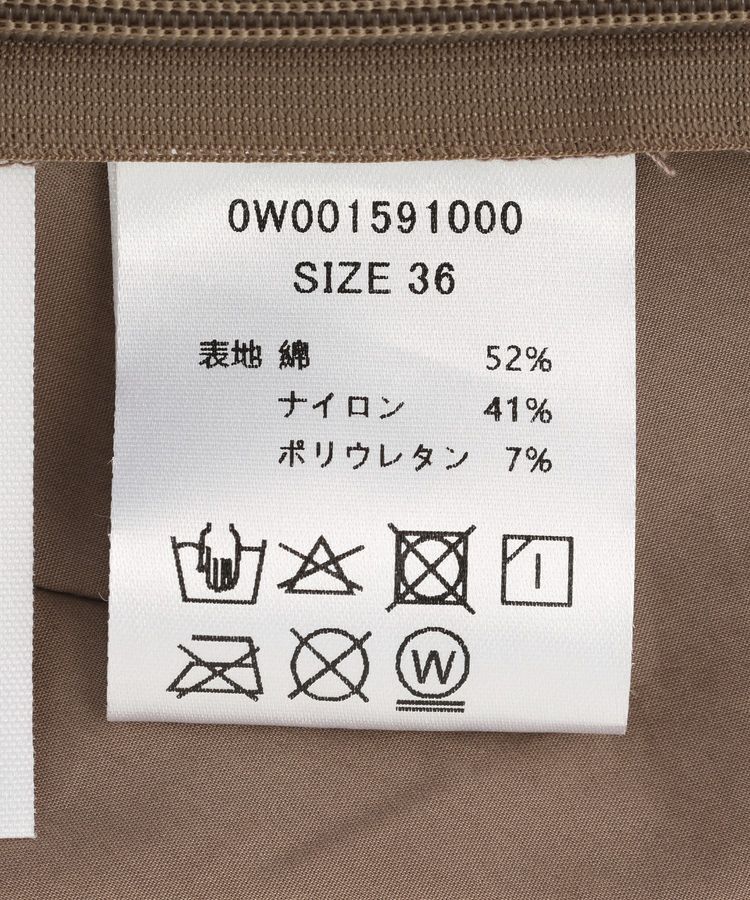 0W001591000
SIZE 36
表地 綿 52%
ナイロン 41%
ポリウレタン 7%
W